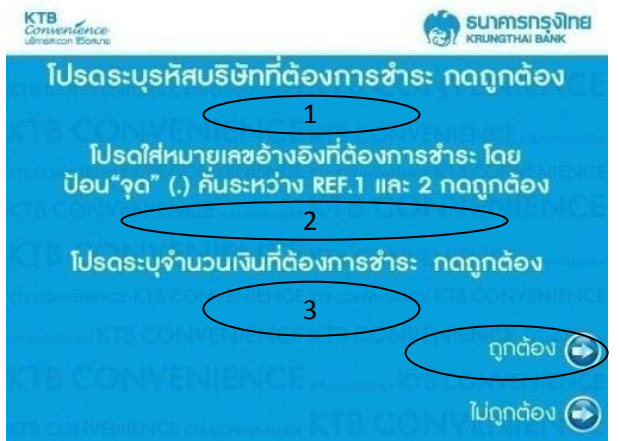 KTB
Convenience
บริการสะดวก ชีวิตสบาย
ธนาคารกรุงไทย
KRUNGTHAI BANK
โปรดระบุรหัสบริษัทที่ต้องการชำระ กดถูกต้อง
1
โปรดใส่หมายเลขอ้างอิงที่ต้องการชำระ โดย
ป้อน“จุด” (.) คั่นระหว่าง REF.1 และ 2 กดถูกต้อง
2
โปรดระบุจำนวนเงินที่ต้องการชำระ กดถูกต้อง
3
ถูกต้อง
ไม่ถูกต้อง